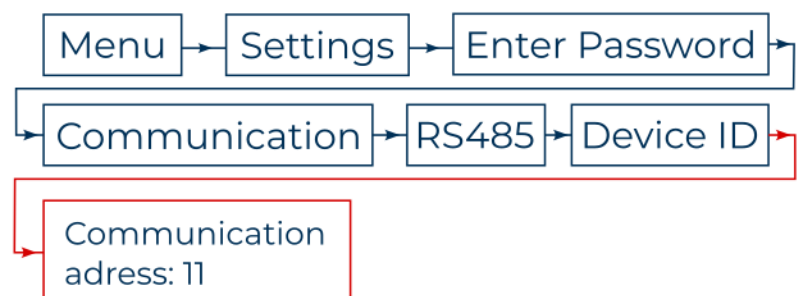 Menu Settings Enter Password
Communication RS485 Device ID
Communication
adress: 11